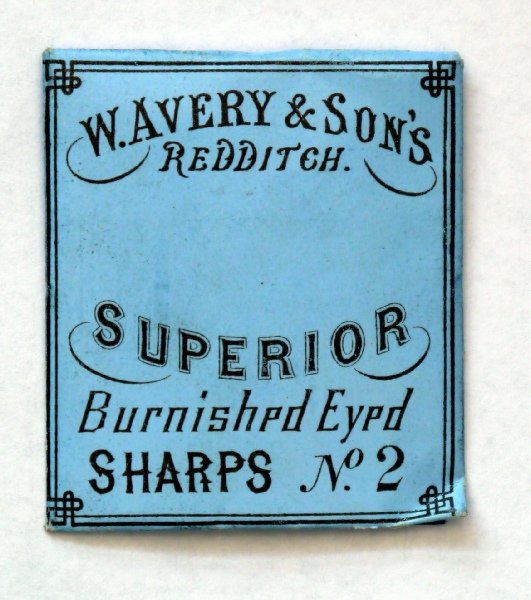 W. AVERY & SON'S
REDDITCH.
SUPERIOR
Burnished Eyed
SHARPS No. 2